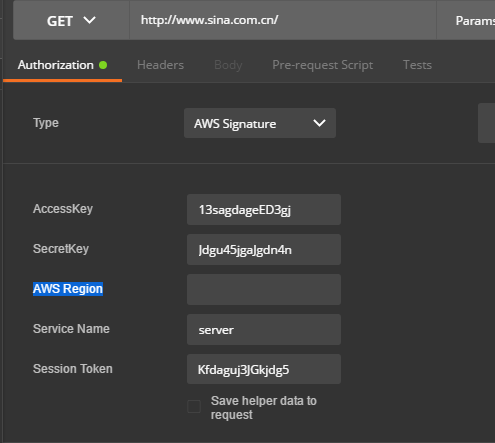 GET http://www.sina.com.cn/ Params
Authorization Headers Body Pre-request Script Tests
Type AWS Signature
AccessKey 13sagdageED3gj
SecretKey Jdgu45jgaJgdn4n
AWS Region
Service Name server
Session Token Kfdaguj3JGkjdg5
Save helper data to
request